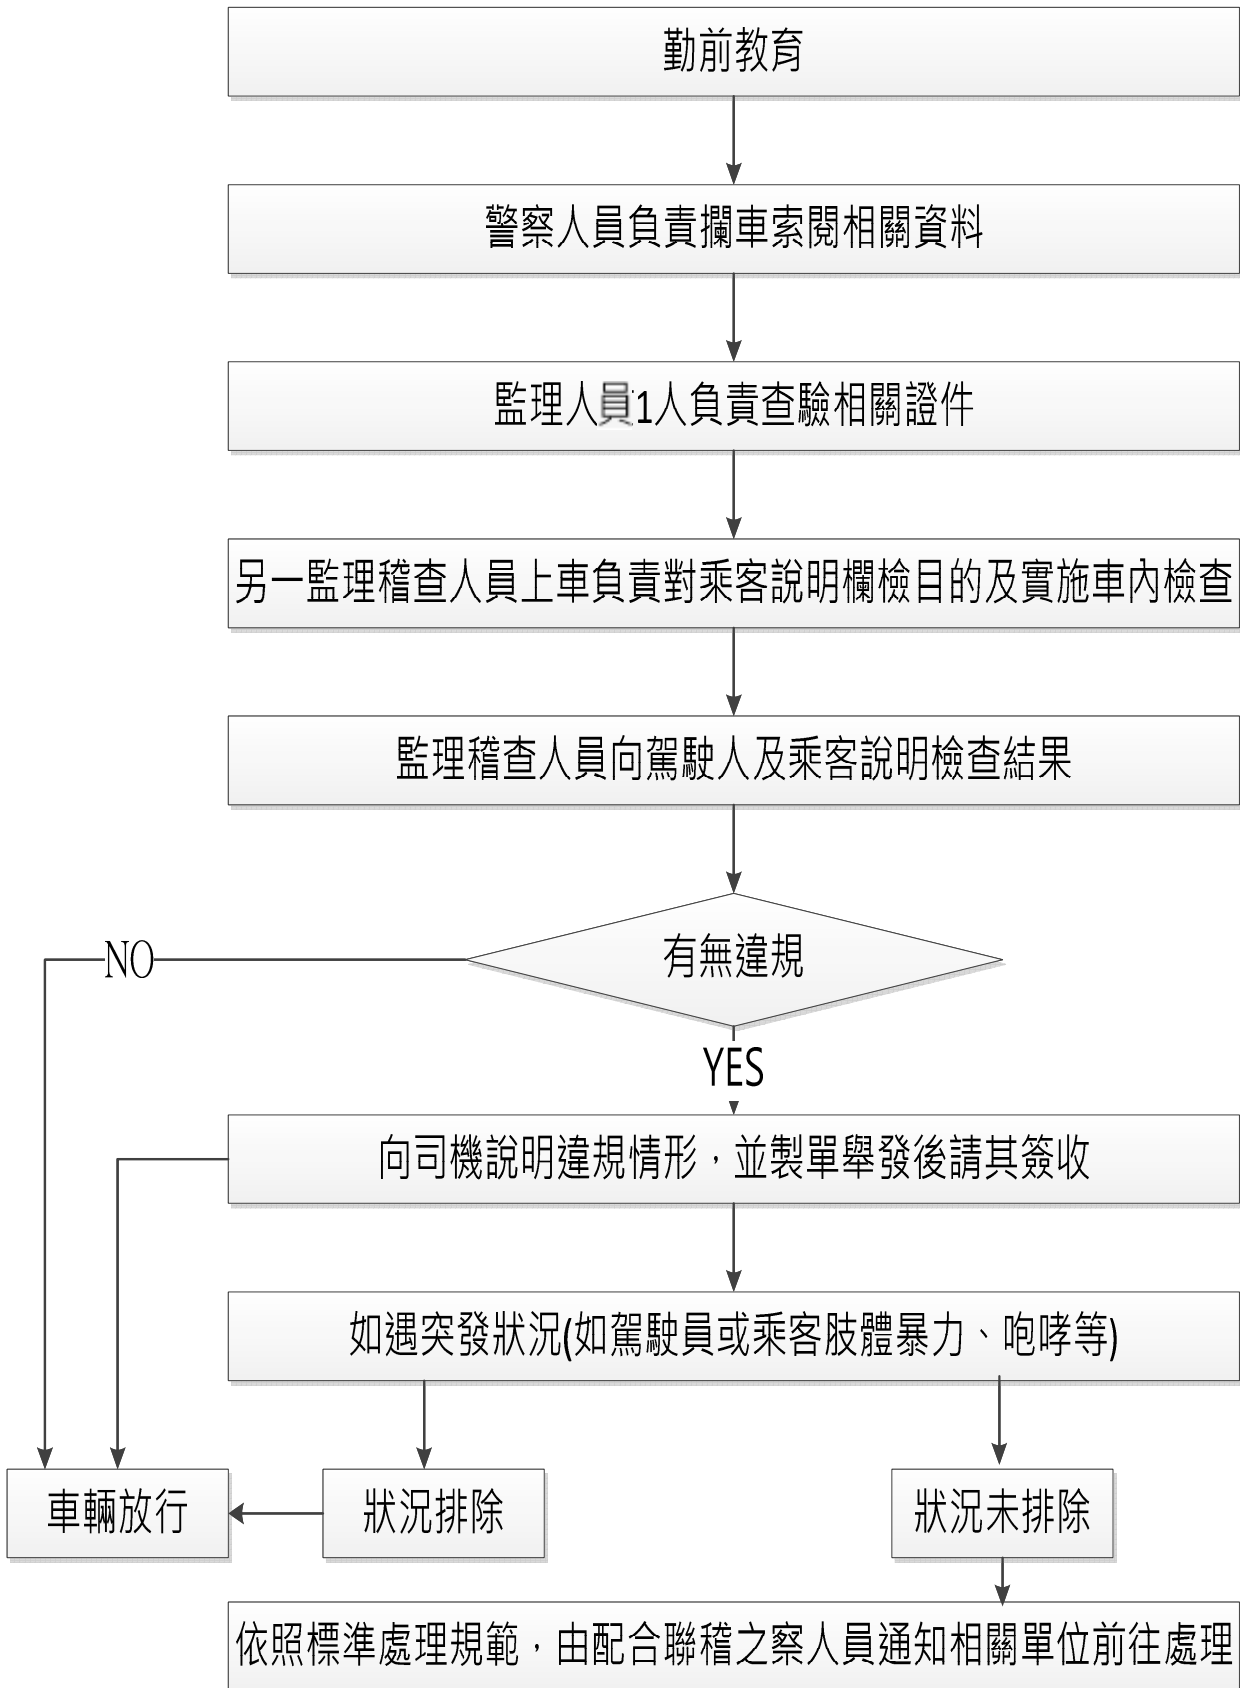 勤前教育
警察人員負責攔車索閱相關資料
監理人員1人負責查驗相關證件
另一監理稽查人員上車負責對乘客說明欄檢目的及實施車內檢查
監理稽查人員向駕駛人及乘客說明檢查結果
有無違規
NO
YES
向司機說明違規情形，並製單舉發後請其簽收
如遇突發狀況(如駕駛員或乘客肢體暴力、咆哮等)
車輛放行
狀況排除
狀況未排除
依照標準處理規範，由配合聯稽之察人員通知相關單位前往處理